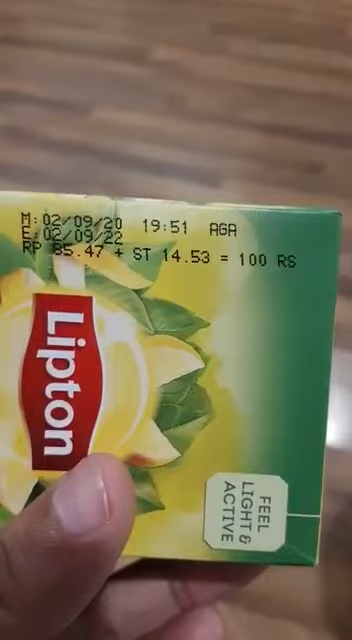 M:02/09/20 19:51 AGA
E:02/09/22
RP 85.47 + ST 14.53 = 100 RS
Lipton
FEEL
LIGHT &
ACTIVE